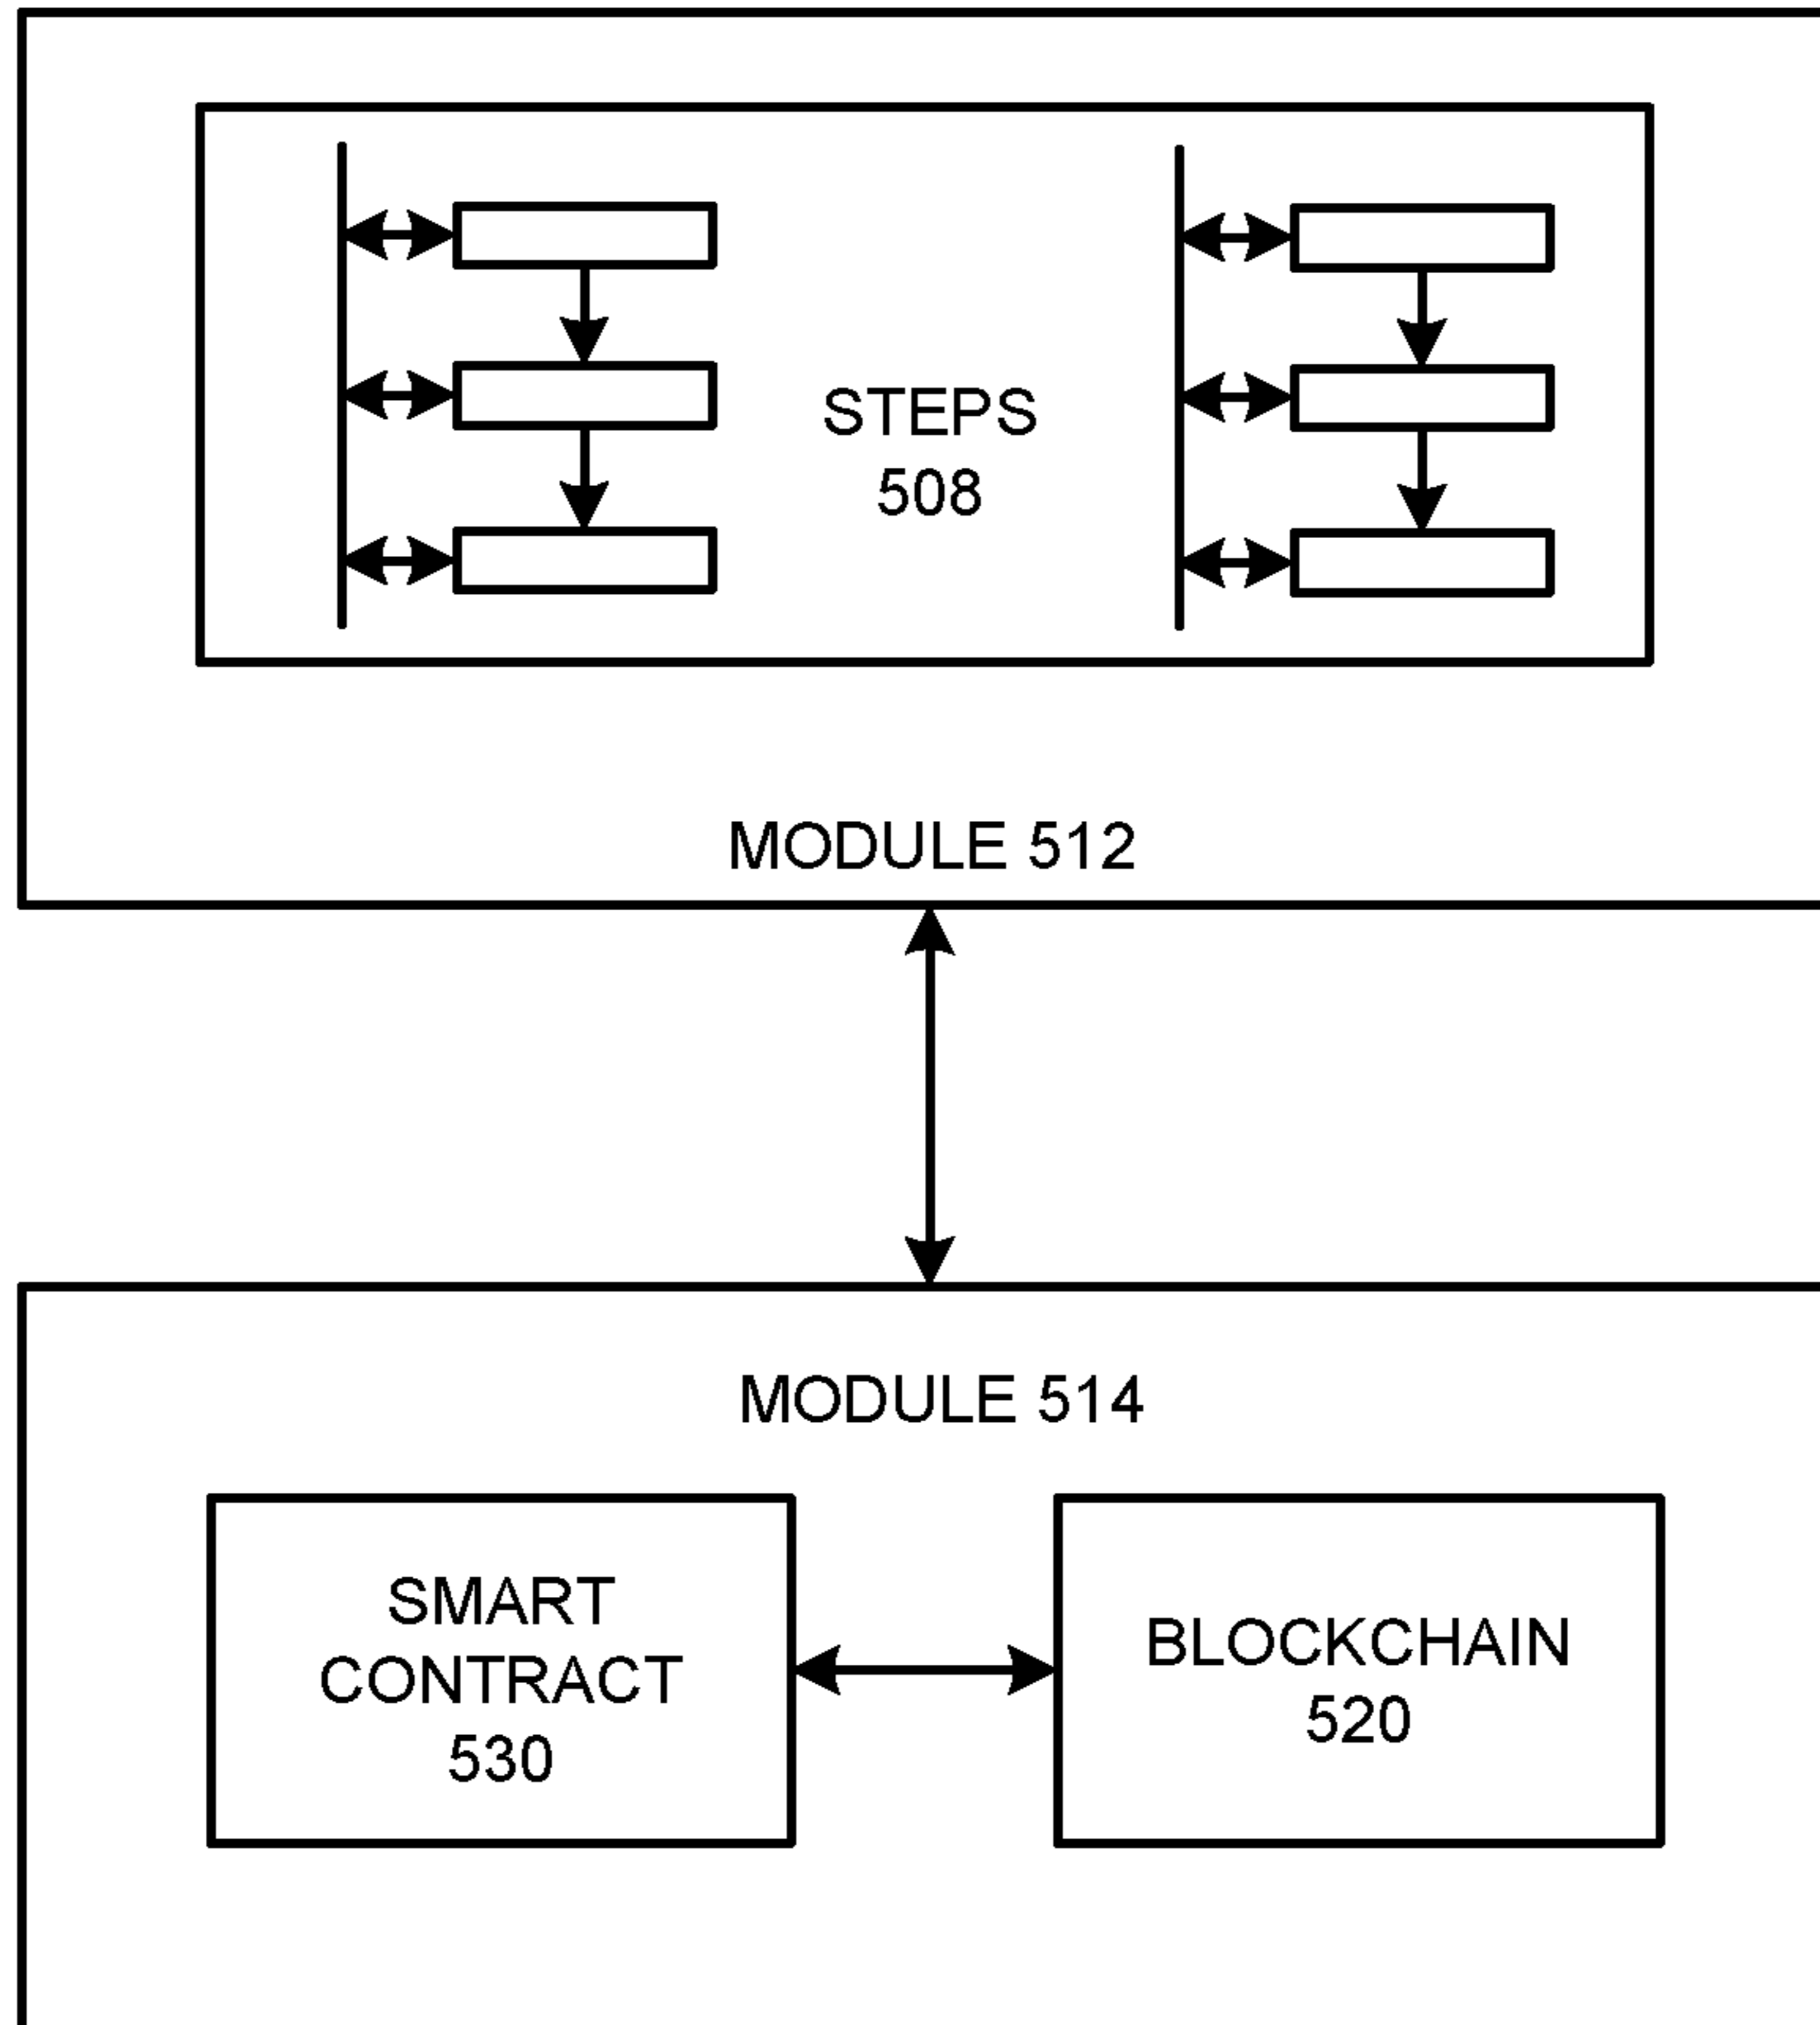 STEPS
508
MODULE 512
MODULE 514
SMART
CONTRACT
530
BLOCKCHAIN
520